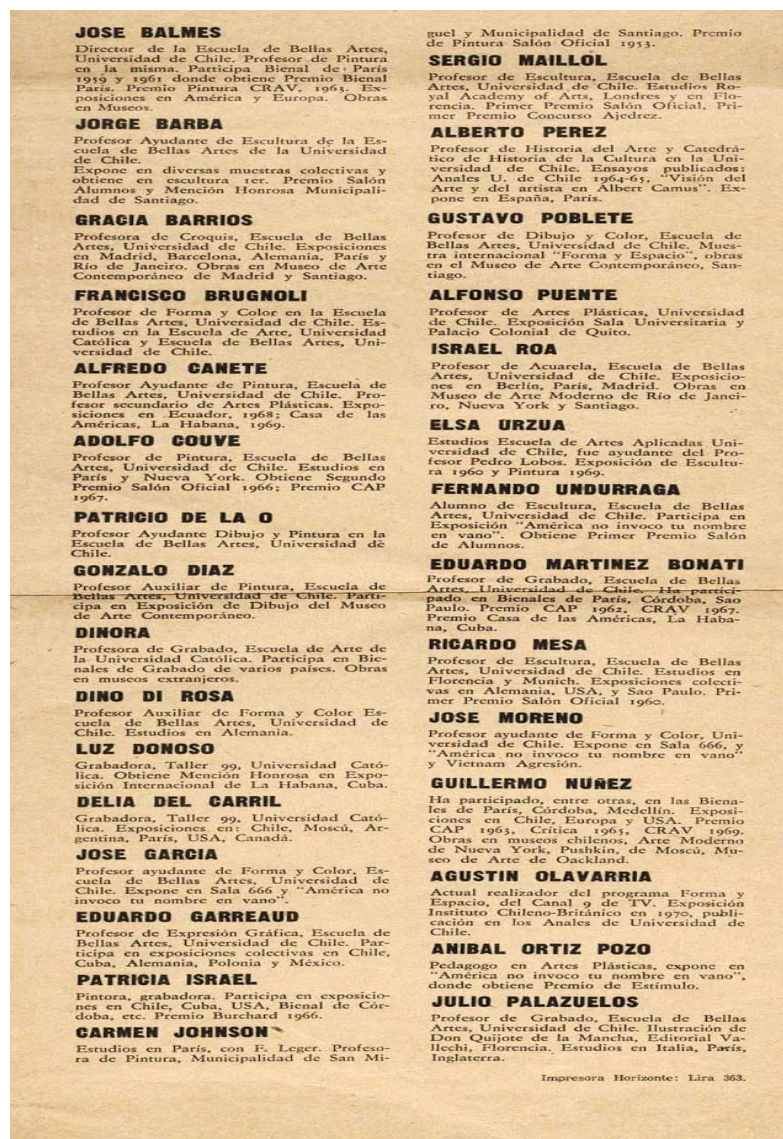 JOSE BALMES
Director de la Escuela de Bellas Artes,
Universidad de Chile. Profesor de Pintura
en la misma. Participa Bienal de París
1959 y 1961 donde obtiene Premio Bienal
París. Premio Pintura CRAV, 1963. Ex-
posiciones en América y Europa. Obras
en Museos.
JORGE BARBA
Profesor Ayudante de Escultura de la Es-
cuela de Bellas Artes de la Universidad
de Chile.
Expone en diversas muestras colectivas y
obtiene en escultura 1er. Premio Salón
Alumnos y Mención Honrosa Municipali-
dad de Santiago.
GRACIA BARRIOS
Profesora de Croquis, Escuela de Bellas
Artes, Universidad de Chile. Exposiciones
en Madrid, Barcelona, Alemania, París y
Río de Janeiro. Obras en Museo de Arte
Contemporáneo de Madrid y Santiago.
FRANCISCO BRUGNOLI
Profesor de Forma y Color en la Escuela
de Bellas Artes, Universidad de Chile. Es-
tudios en la Escuela de Arte, Universidad
Católica y Escuela de Bellas Artes, Uni-
versidad de Chile.
ALFREDO CANETE
Profesor Ayudante de Pintura, Escuela de
Bellas Artes, Universidad de Chile. Pro-
fesor secundario de Artes Plásticas. Expo-
siciones en Ecuador, 1968; Casa de las
Américas, La Habana, 1969.
ADOLFO COUVE
Profesor de Pintura, Escuela de Bellas
Artes, Universidad de Chile. Estudios en
París y Nueva York. Obtiene Segundo
Premio Salón Oficial 1966; Premio CAP
1967.
PATRICIO DE LA O
Profesor Ayudante Dibujo y Pintura en la
Escuela de Bellas Artes, Universidad de
Chile.
GONZALO DIAZ
Profesor Auxiliar de Pintura, Escuela de
Bellas Artes, Universidad de Chile. Parti-
cipa en Exposición de Dibujo del Museo
de Arte Contemporáneo.
DINORA
Profesora de Grabado, Escuela de Arte de
la Universidad Católica. Participa en Bie-
nales de Grabado de varios países. Obras
en museos extranjeros.
DINO DI ROSA
Profesor Auxiliar de Forma y Color Es-
cuela de Bellas Artes, Universidad de
Chile. Estudios en Alemania.
LUZ DONOSO
Grabadora, Taller 99, Universidad Cató-
lica. Obtiene Mención Honrosa en Expo-
sición Internacional de La Habana, Cuba.
DELIA DEL CARRIL
Grabadora, Taller 99, Universidad Cató-
lica. Exposiciones en: Chile, Moscú, Ar-
gentina, París, USA, Canadá.
JOSE GARCIA
Profesor ayudante de Forma y Color, Es-
cuela de Bellas Artes, Universidad de
Chile. Expone en Sala 666 y "América no
invoco tu nombre en vano".
EDUARDO GARREAUD
Profesor de Expresión Gráfica, Escuela de
Bellas Artes, Universidad de Chile. Par-
ticipa en exposiciones colectivas en Chile,
Cuba, Alemania, Polonia y México.
PATRICIA ISRAEL
Pintora, grabadora. Participa en exposicio-
nes en Chile, Cuba, USA, Bienal de Cór-
doba, etc. Premio Burchard 1966.
CARMEN JOHNSON
Estudios en París, con F. Leger. Profeso-
ra de Pintura, Municipalidad de San Mi-
guel y Municipalidad de Santiago. Premio
de Pintura Salón Oficial 1953.
SERGIO MAILLOL
Profesor de Escultura, Escuela de Bellas
Artes, Universidad de Chile. Estudios Ro-
yal Academy of Arts, Londres y en Flo-
rencia. Primer Premio Salón Oficial, Pri-
mer Premio Concurso Ajedrez.
ALBERTO PEREZ
Profesor de Historia del Arte y Catedrá-
tico de Historia de la Cultura en la Uni-
versidad de Chile. Ensayos publicados:
Anales U. de Chile 1964-65, "Visión del
Arte y del artista en Albert Camus". Ex-
pone en España, París.
GUSTAVO POBLETE
Profesor de Dibujo y Color, Escuela de
Bellas Artes, Universidad de Chile. Mues-
tra internacional "Forma y Espacio", obras
en el Museo de Arte Contemporáneo, San-
tiago.
ALFONSO PUENTE
Profesor de Artes Plásticas, Universidad
de Chile. Exposición Sala Universitaria y
Palacio Colonial de Quito.
ISRAEL ROA
Profesor de Acuarela, Escuela de Bellas
Artes, Universidad de Chile. Exposicio-
nes en Berlín, París, Madrid. Obras en
Museo de Arte Moderno de Río de Janei-
ro, Nueva York y Santiago.
ELSA URZUA
Estudios Escuela de Artes Aplicadas Uni-
versidad de Chile, fue ayudante del Pro-
fesor Pedro Lobos. Exposición de Escultu-
ra 1960 y Pintura 1969.
FERNANDO UNDURRAGA
Alumno de Escultura, Escuela de Bellas
Artes, Universidad de Chile. Participa en
Exposición "América no invoco tu nombre
en vano". Obtiene Primer Premio Salón
de Alumnos.
EDUARDO MARTINEZ BONATI
Profesor de Grabado, Escuela de Bellas
Artes, Universidad de Chile. Ha partici-
pado en Bienales de París, Córdoba, Sao
Paulo. Premio CAP 1962, CRAV 1967.
Premio Casa de las Américas, La Haba-
na, Cuba.
RICARDO MESA
Profesor de Escultura, Escuela de Bellas
Artes, Universidad de Chile. Estudios en
Florencia y Munich. Exposiciones colecti-
vas en Alemania, USA, y Sao Paulo. Pri-
mer Premio Salón Oficial 1960.
JOSE MORENO
Profesor ayudante de Forma y Color, Uni-
versidad de Chile. Expone en Sala 666, y
"América no invoco tu nombre en vano"
y Vietnam Agresión.
GUILLERMO NUÑEZ
Ha participado, entre otras, en las Biena-
les de París, Córdoba, Medellín. Exposi-
ciones en Chile, Europa y USA. Premio
CAP 1963, Crítica 1965, CRAV 1969.
Obras en museos chilenos, Arte Moderno
de Nueva York, Pushkin, de Moscú, Mu-
seo de Arte de Oackland.
AGUSTIN OLAVARRIA
Actual realizador del programa Forma y
Espacio, del Canal 9 de TV. Exposición
Instituto Chileno-Británico en 1970, publi-
cación en los Anales de Universidad de
Chile.
ANIBAL ORTIZ POZO
Pedagogo en Artes Plásticas, expone en
"América no invoco tu nombre en vano",
donde obtiene Premio de Estímulo.
JULIO PALAZUELOS
Profesor de Grabado, Escuela de Bellas
Artes, Universidad de Chile. Ilustración de
Don Quijote de la Mancha, Editorial Va-
llechi, Florencia. Estudios en Italia, París,
Inglaterra.
Impresora Horizonte: Lira 363.